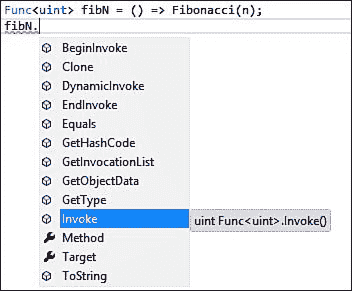 Func<uint> fibN = () => Fibonacci(n);
fibN.
BeginInvoke
Clone
DynamicInvoke
EndInvoke
Equals
GetHashCode
GetInvocationList
GetObjectData
GetType
Invoke
uint Func<uint>.Invoke()
Method
Target
ToString